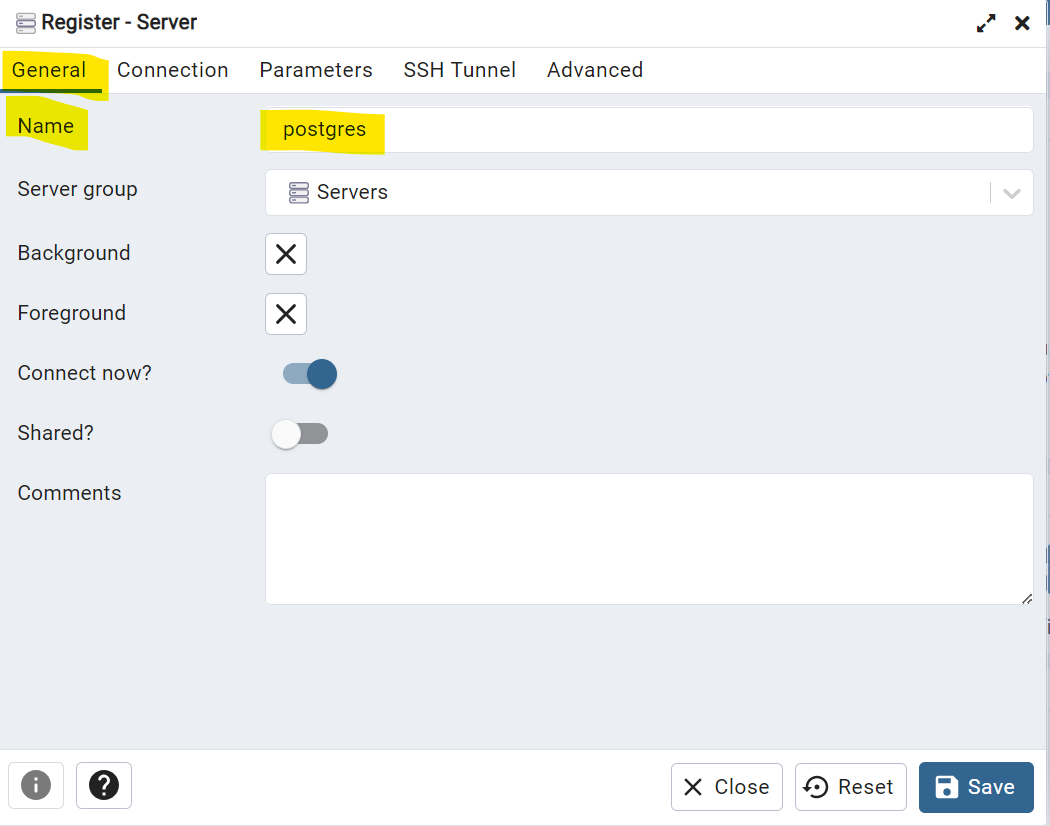 Register - Server
General Connection Parameters SSH Tunnel Advanced
Name postgres
Server group Servers
Background
Foreground
Connect now?
Shared?
Comments
Close Reset Save